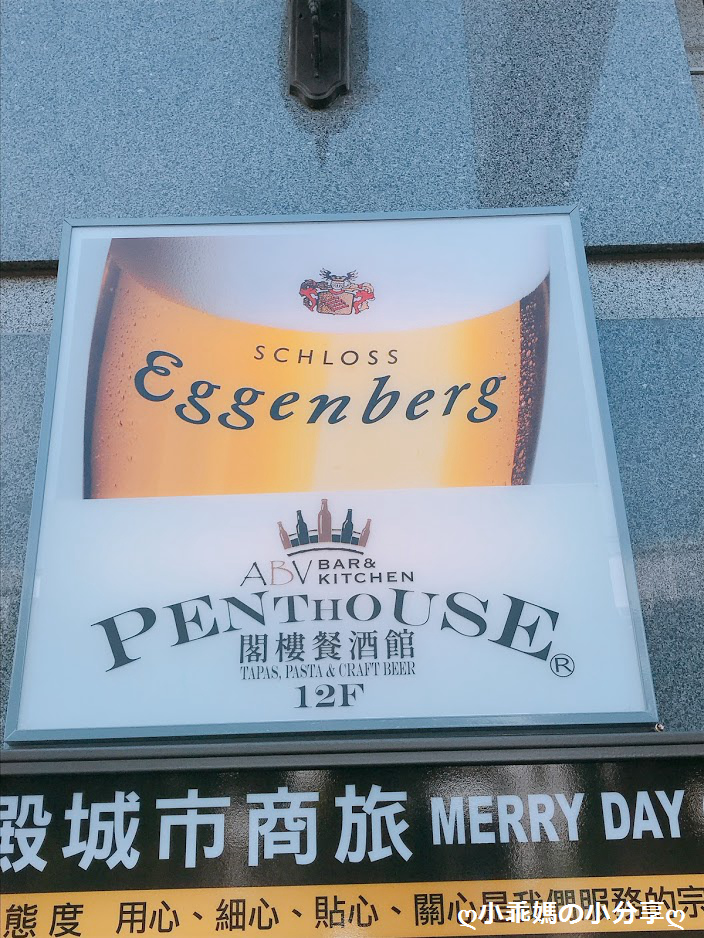 SCHLOSS
Eggenberg
ABV BAR&
KITCHEN
PENTHOUSE®
閣樓餐酒館
TAPAS, PASTA & CRAFT BEER
12F
殿城市商旅 MERRY DAY
態度 用心、細心、貼心、關心是我們服務的宗
ღ小乖媽の小分享ღ